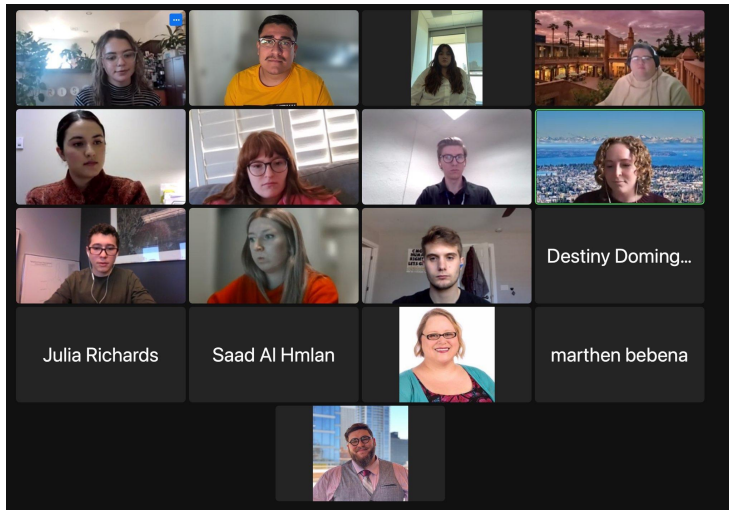 Destiny Doming...
Julia Richards
Saad Al Hmlan
marthen bebena